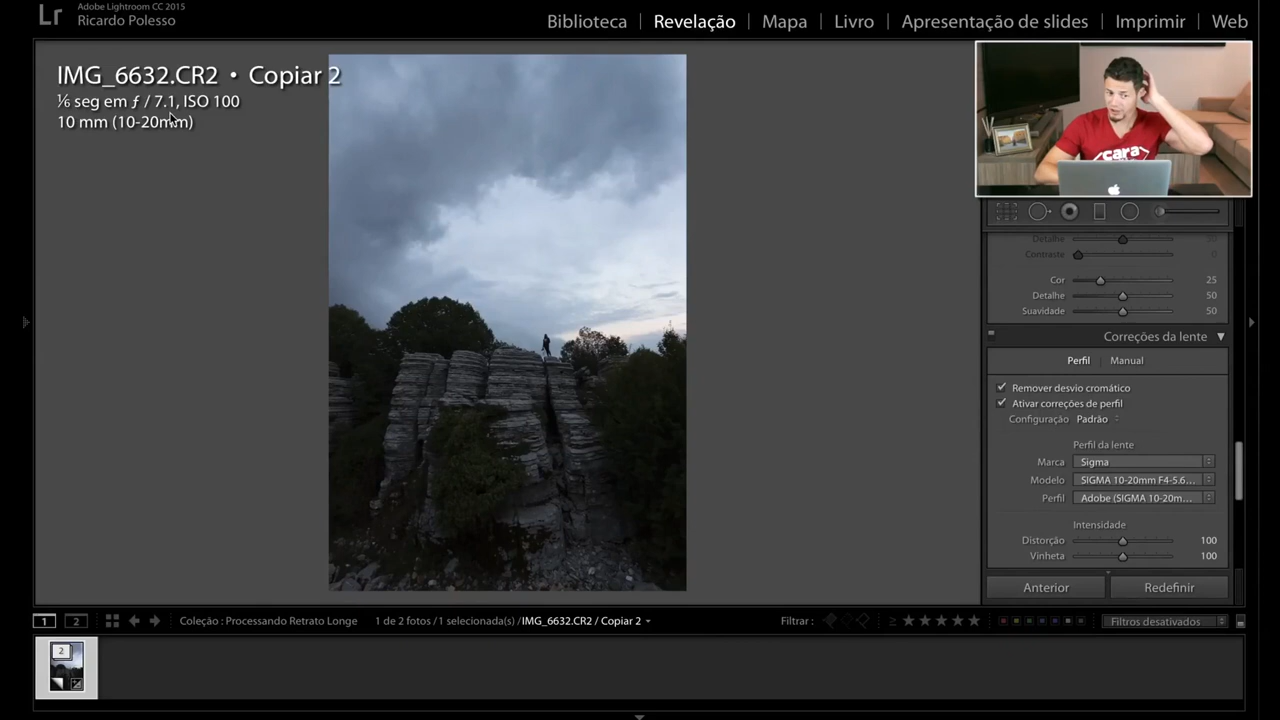 Adobe Lightroom CC 2015
Ricardo Polesso
Biblioteca | Revelação | Mapa | Livro | Apresentação de slides | Imprimir | Web
IMG_6632.CR2 • Copiar 2
⅙ seg em ƒ / 7.1, ISO 100
10 mm (10-20mm)
cara
Detalhe
Contraste 0
Cor 25
Detalhe 50
Suavidade 50
Correções da lente
Perfil Manual
Remover desvio cromático
Ativar correções de perfil
Configuração Padrão
Perfil da lente
Marca Sigma
Modelo SIGMA 10-20mm F4-5.6...
Perfil Adobe (SIGMA 10-20m...
Intensidade
Distorção 100
Vinheta 100
Anterior Redefinir
1 2 Coleção : Processando Retrato Longe 1 de 2 fotos /1 selecionada(s) /IMG_6632.CR2 / Copiar 2 Filtrar : ≥ ★★★★★ Filtros desativados
2